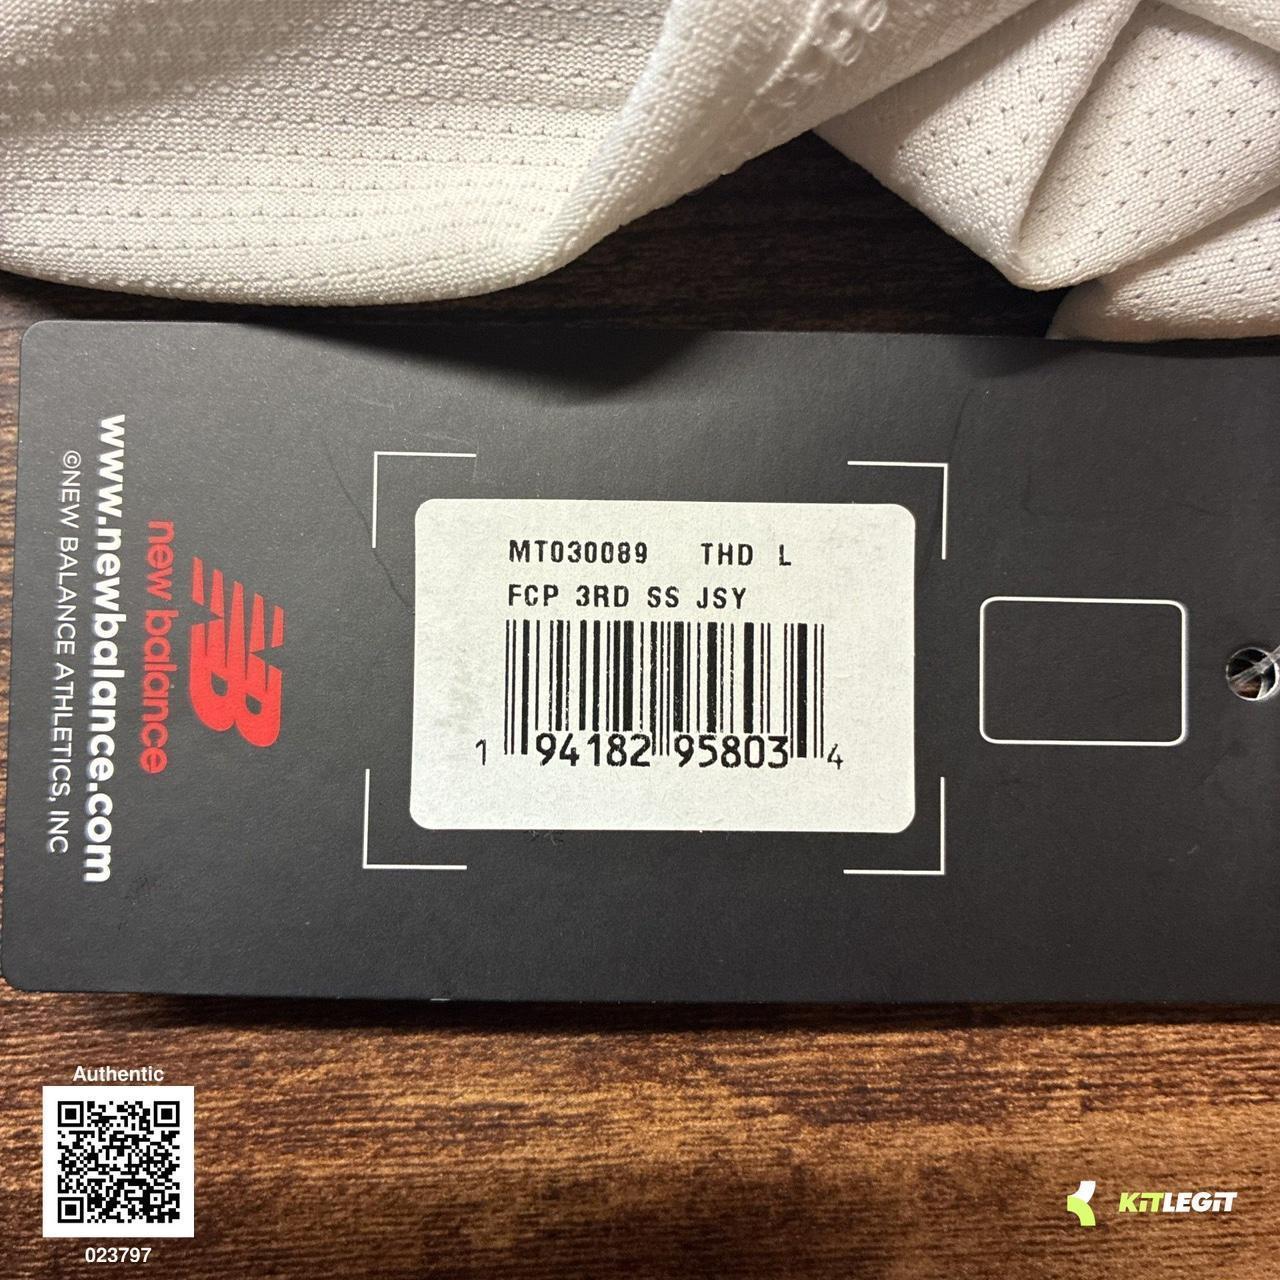 www.newbalance.com
©NEW BALANCE ATHLETICS, INC
new balance
NB
MT030089 THD L
FCP 3RD SS JSY
1 94182 95803 4
Authentic
023797
KiTLEGiT